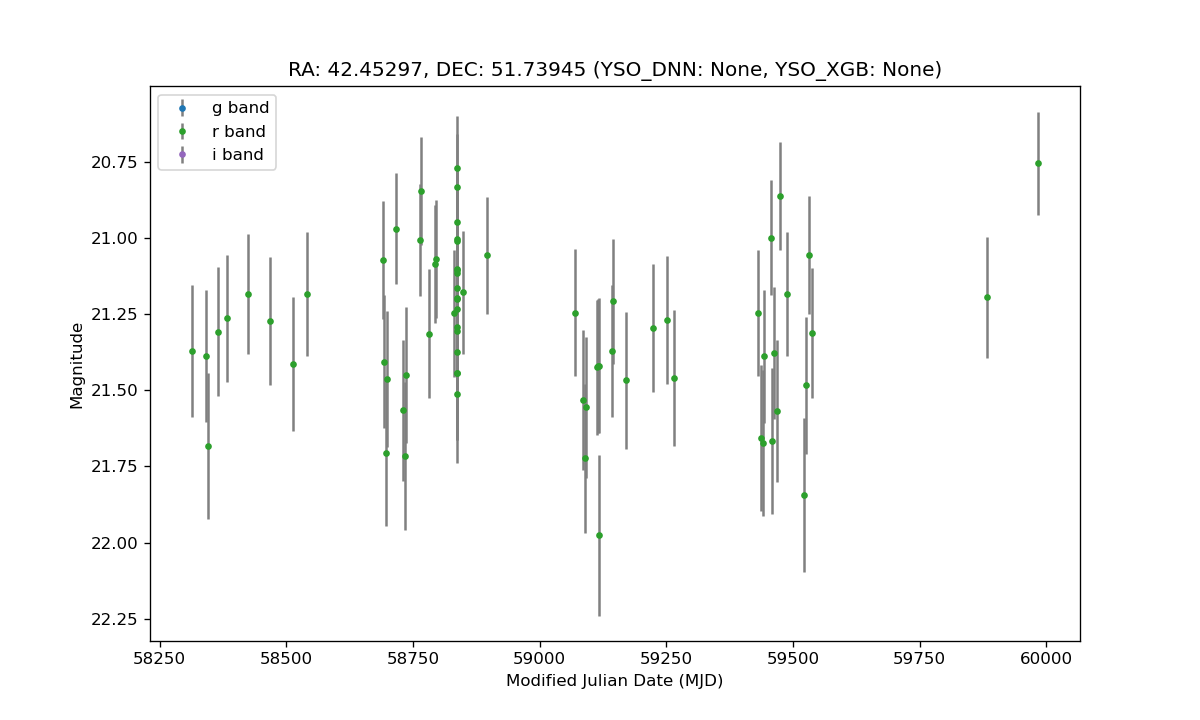 RA: 42.45297, DEC: 51.73945 (YSO_DNN: None, YSO_XGB: None)
g band
r band
i band
20.75
21.00
21.25
21.50
21.75
22.00
22.25
Magnitude
58250 58500 58750 59000 59250 59500 59750 60000
Modified Julian Date (MJD)